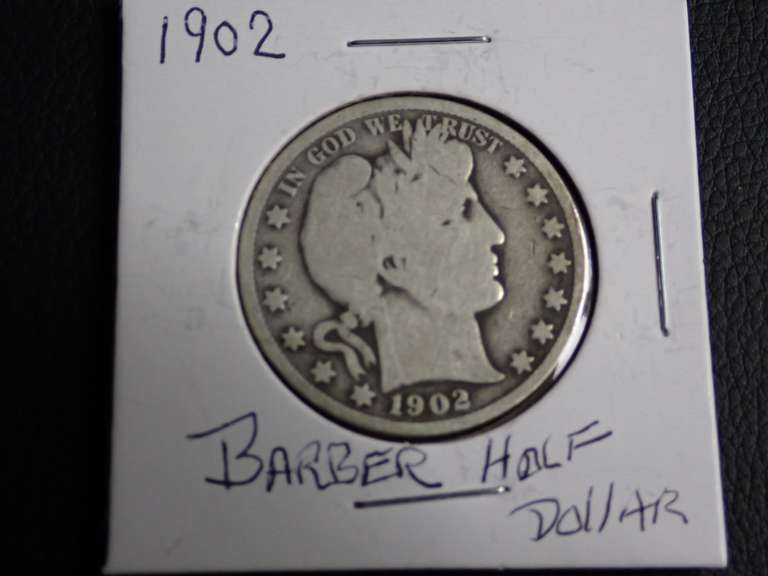 1902
IN GOD WE TRUST
1902
BARBER HALF
DOllAR